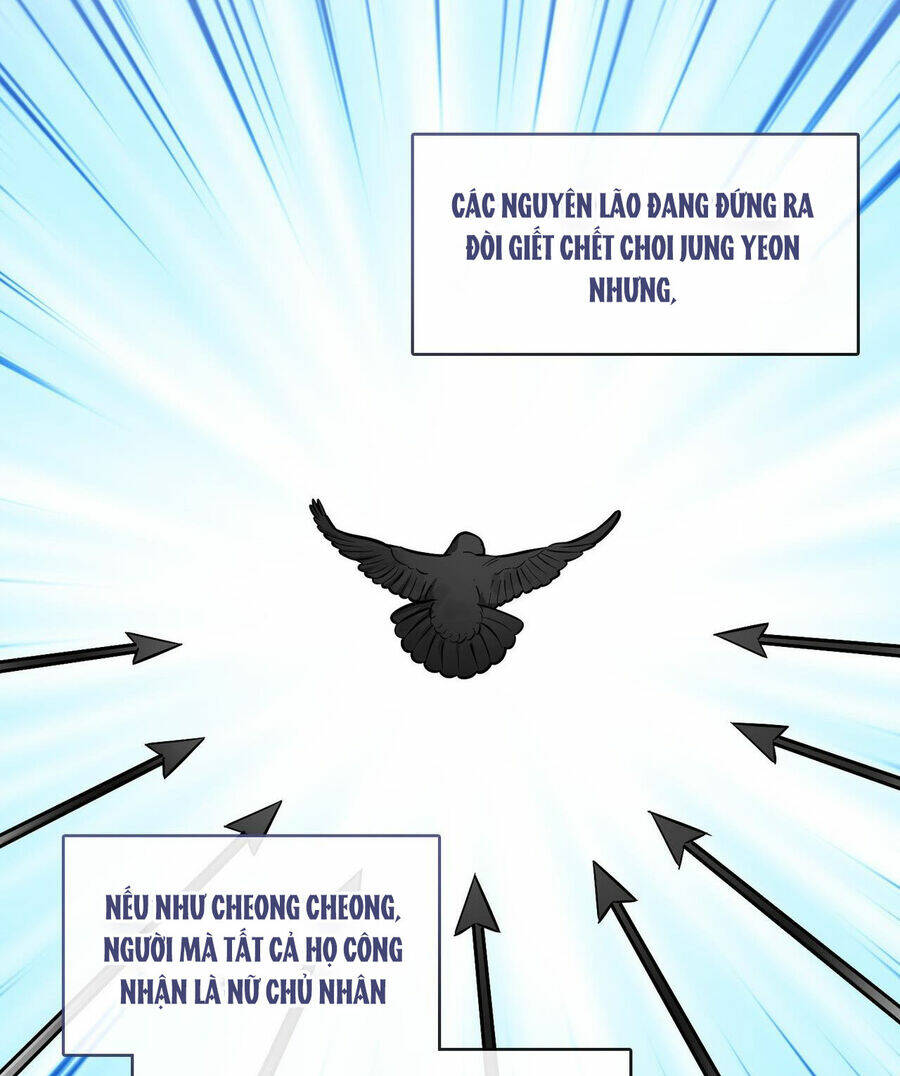 CÁC NGUYÊN LÃO ĐANG ĐỨNG RA
ĐÒI GIẾT CHẾT CHOI JUNG YEON
NHƯNG,
NẾU NHƯ CHEONG CHEONG,
NGƯỜI MÀ TẤT CẢ HỌ CÔNG
NHẬN LÀ NỮ CHỦ NHÂN